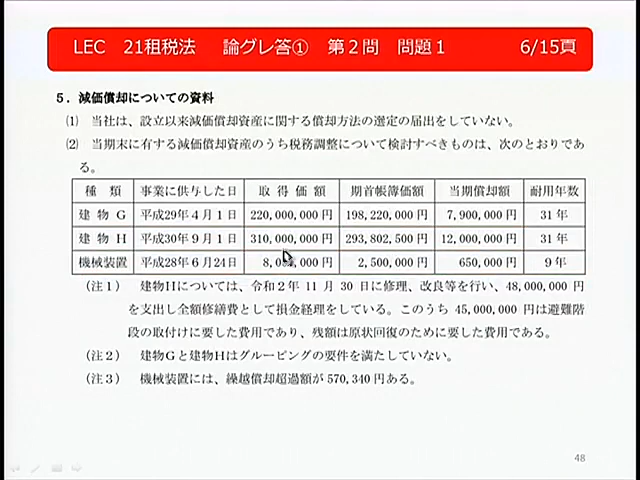 LEC 21租税法 論グレ答① 第2問 問題1 6/15頁
5．減価償却についての資料
⑴ 当社は、設立以来減価償却資産に関する償却方法の選定の届出をしていない。
⑵ 当期末に有する減価償却資産のうち税務調整について検討すべきものは、次のとおりであ
る。
種 類 事業に供与した日 取 得 価 額 期首帳簿価額 当期償却額 耐用年数
建 物 G 平成29年4月1日 220,000,000円 198,220,000円 7,900,000円 31年
建 物 H 平成30年9月1日 310,000,000円 293,802,500円 12,000,000円 31年
機械装置 平成28年6月24日 2,500,000円 650,000円 9年
（注1） 建物Hについては、令和2年11月30日に修理、改良等を行い、48,000,000円
を支出し全額修繕費として損金経理をしている。このうち45,000,000円は避難階
段の取付けに要した費用であり、残額は原状回復のために要した費用である。
（注2） 建物Gと建物Hはグルーピングの要件を満たしていない。
（注3） 機械装置には、繰越償却超過額が570,340円ある。
48